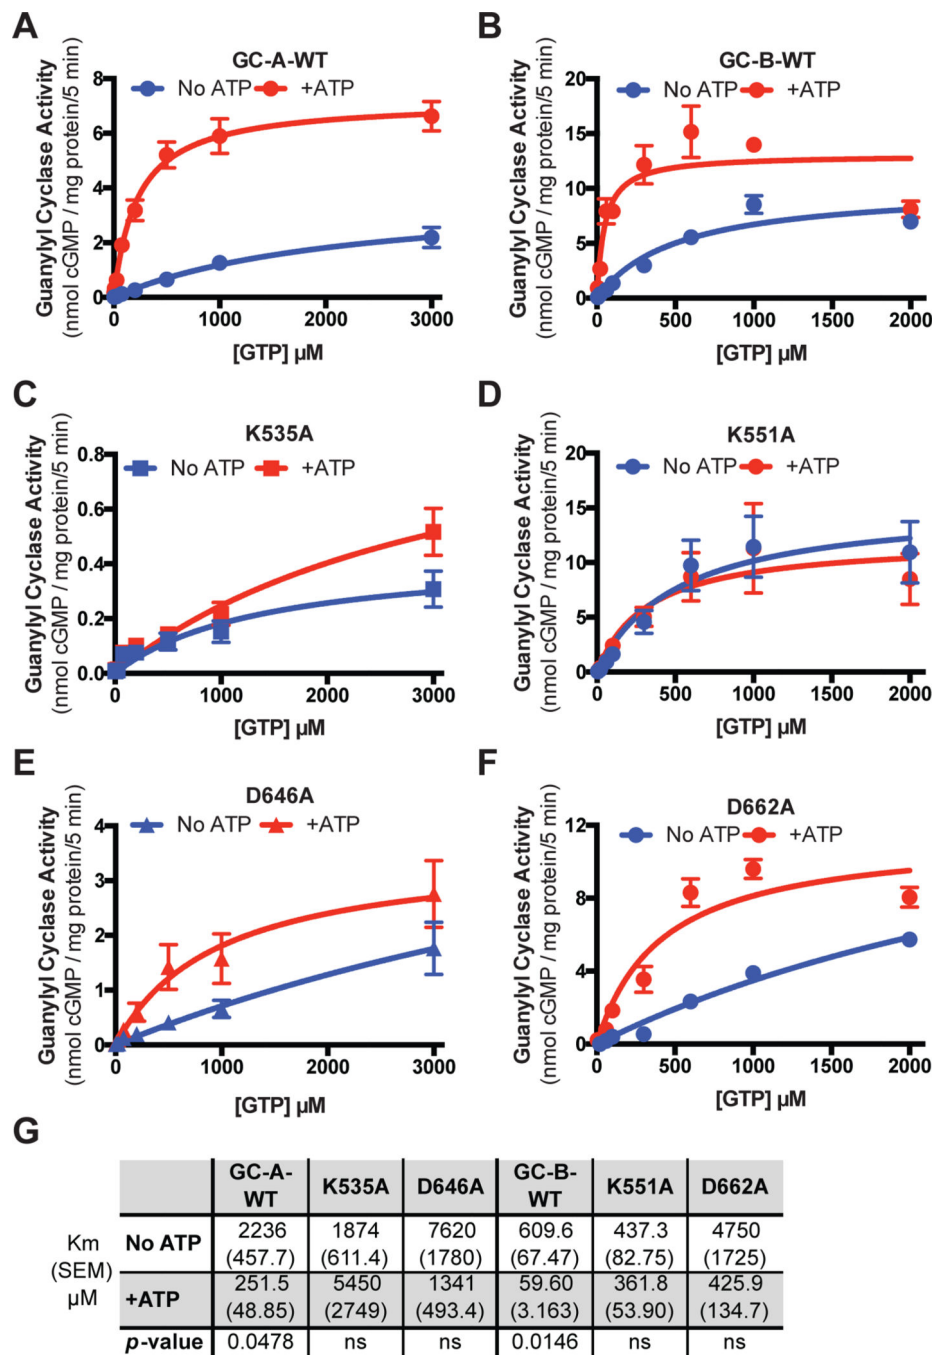 A
GC-A-WT
No ATP +ATP
Guanylyl Cyclase Activity
(nmol cGMP / mg protein/5 min)
8
6
4
2
0
0 1000 2000 3000
[GTP] µM
B
GC-B-WT
No ATP +ATP
Guanylyl Cyclase Activity
(nmol cGMP / mg protein/5 min)
20
15
10
5
0
0 500 1000 1500 2000
[GTP] µM
C
K535A
No ATP +ATP
Guanylyl Cyclase Activity
(nmol cGMP / mg protein/5 min)
0.8
0.6
0.4
0.2
0.0
0 1000 2000 3000
[GTP] µM
D
K551A
No ATP +ATP
Guanylyl Cyclase Activity
(nmol cGMP / mg protein/5 min)
20
15
10
5
0
0 500 1000 1500 2000
[GTP] µM
E
D646A
No ATP +ATP
Guanylyl Cyclase Activity
(nmol cGMP / mg protein/5 min)
4
3
2
1
0
0 1000 2000 3000
[GTP] µM
F
D662A
No ATP +ATP
Guanylyl Cyclase Activity
(nmol cGMP / mg protein/5 min)
12
8
4
0
0 500 1000 1500 2000
[GTP] µM
G
GC-A-WT K535A D646A GC-B-WT K551A D662A
Km
(SEM)
µM
No ATP 2236 1874 7620 609.6 437.3 4750
(457.7) (611.4) (1780) (67.47) (82.75) (1725)
+ATP 251.5 5450 1341 59.60 361.8 425.9
(48.85) (2749) (493.4) (3.163) (53.90) (134.7)
p-value 0.0478 ns ns 0.0146 ns ns